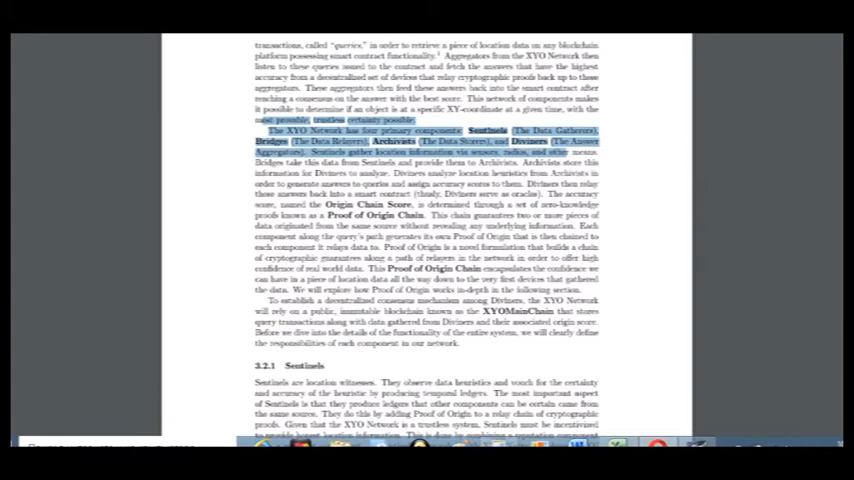 transactions, called "queries," in order to retrieve a piece of location data on any blockchain
platform possessing smart contract functionality.¹ Aggregators from the XYO Network then
listen to these queries issued to the contract and fetch the answers that have the highest
accuracy from a decentralized set of devices that relay cryptographic proofs back up to these
aggregators. These aggregators then feed these answers back into the smart contract after
reaching a consensus on the answer with the best score. This network of components makes
it possible to determine if an object is at a specific XY-coordinate at a given time, with the
most provable, trustless certainty possible.
The XYO Network has four primary components: Sentinels (The Data Gatherers),
Bridges (The Data Relayers), Archivists (The Data Storers), and Diviners (The Answer
Aggregators). Sentinels gather location information via sensors, radios, and other means.
Bridges take this data from Sentinels and provide them to Archivists. Archivists store this
information for Diviners to analyze. Diviners analyze location heuristics from Archivists in
order to generate answers to queries and assign accuracy scores to them. Diviners then relay
these answers back into a smart contract (thusly, Diviners serve as oracles). The accuracy
score, named the Origin Chain Score, is determined through a set of zero-knowledge
proofs known as a Proof of Origin Chain. This chain guarantees two or more pieces of
data originated from the same source without revealing any underlying information. Each
component along the query's path generates its own Proof of Origin that is then chained to
each component it relays data to. Proof of Origin is a novel formulation that builds a chain
of cryptographic guarantees along a path of relayers in the network in order to offer high
confidence of real world data. This Proof of Origin Chain encapsulates the confidence we
can have in a piece of location data all the way down to the very first devices that gathered
the data. We will explore how Proof of Origin works in-depth in the following section.
To establish a decentralized consensus mechanism among Diviners, the XYO Network
will rely on a public, immutable blockchain known as the XYOMainChain that stores
query transactions along with data gathered from Diviners and their associated origin score.
Before we dive into the details of the functionality of the entire system, we will clearly define
the responsibilities of each component in our network.
3.2.1 Sentinels
Sentinels are location witnesses. They observe data heuristics and vouch for the certainty
and accuracy of the heuristic by producing temporal ledgers. The most important aspect
of Sentinels is that they produce ledgers that other components can be certain came from
the same source. They do this by adding Proof of Origin to a relay chain of cryptographic
proofs. Given that the XYO Network is a trustless system, Sentinels must be incentivized
to provide honest location information. This is done by combining a reputation component